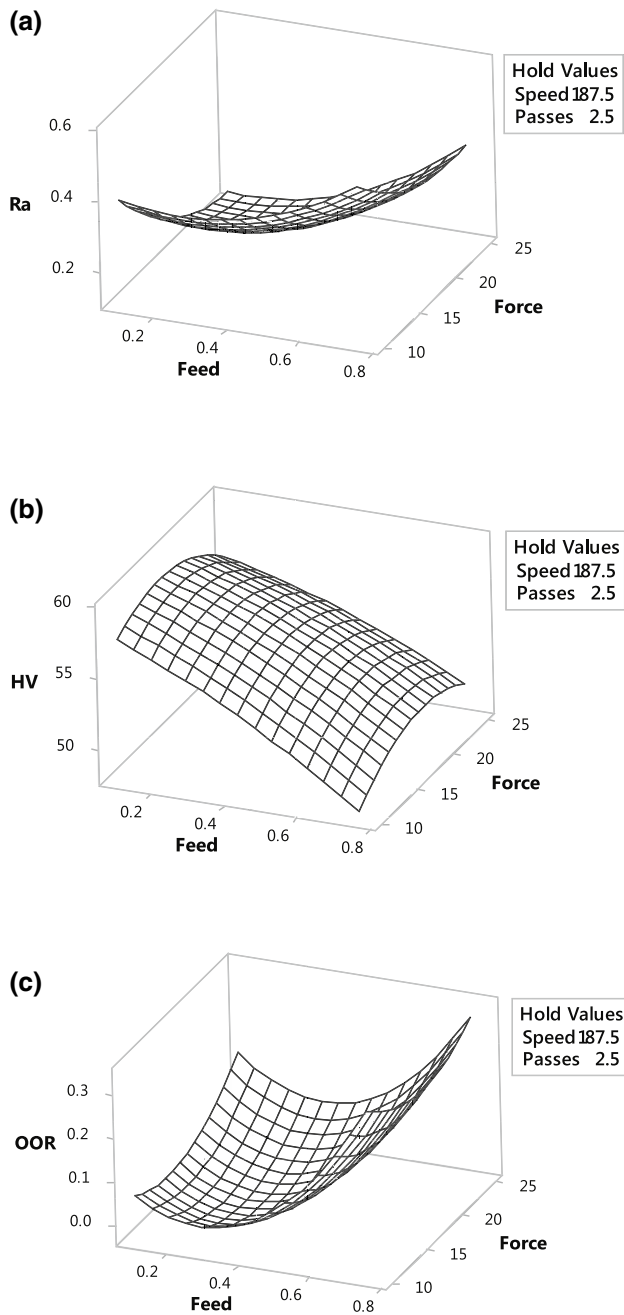 (a)
Hold Values
Speed 187.5
Passes 2.5
0.6
0.4
Ra
0.2
25
20
Force
15
10
0.2
0.4
0.6
0.8
Feed
(b)
Hold Values
Speed 187.5
Passes 2.5
60
55
HV
50
25
20
Force
15
10
0.2
0.4
0.6
0.8
Feed
(c)
Hold Values
Speed 187.5
Passes 2.5
0.3
0.2
OOR
0.1
0.0
25
20
Force
15
10
0.2
0.4
0.6
0.8
Feed